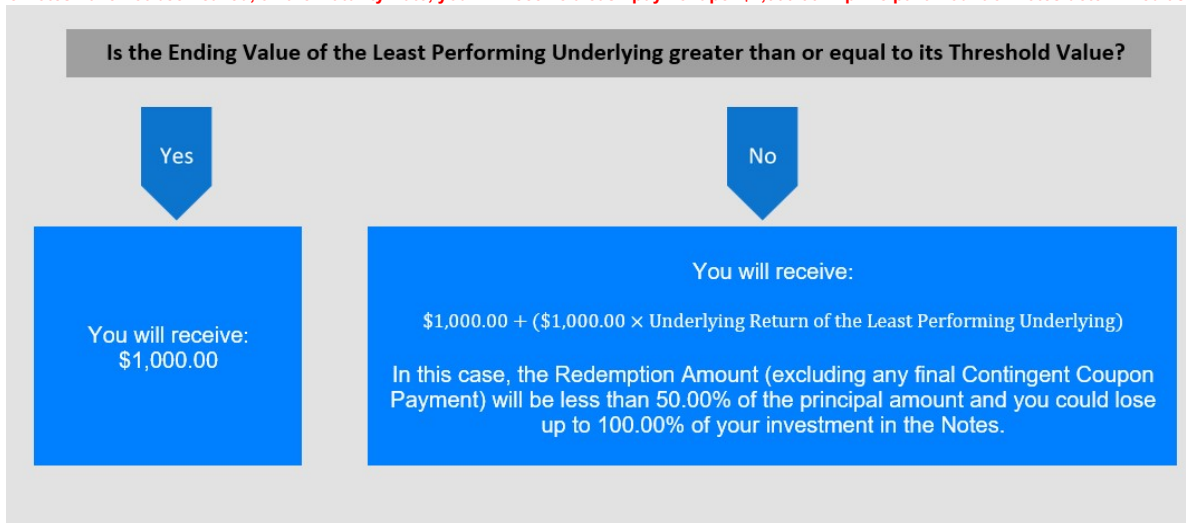 Is the Ending Value of the Least Performing Underlying greater than or equal to its Threshold Value?
Yes
No
You will receive:
$1,000.00
You will receive:
$1,000.00 + ($1,000.00 × Underlying Return of the Least Performing Underlying)
In this case, the Redemption Amount (excluding any final Contingent Coupon
Payment) will be less than 50.00% of the principal amount and you could lose
up to 100.00% of your investment in the Notes.